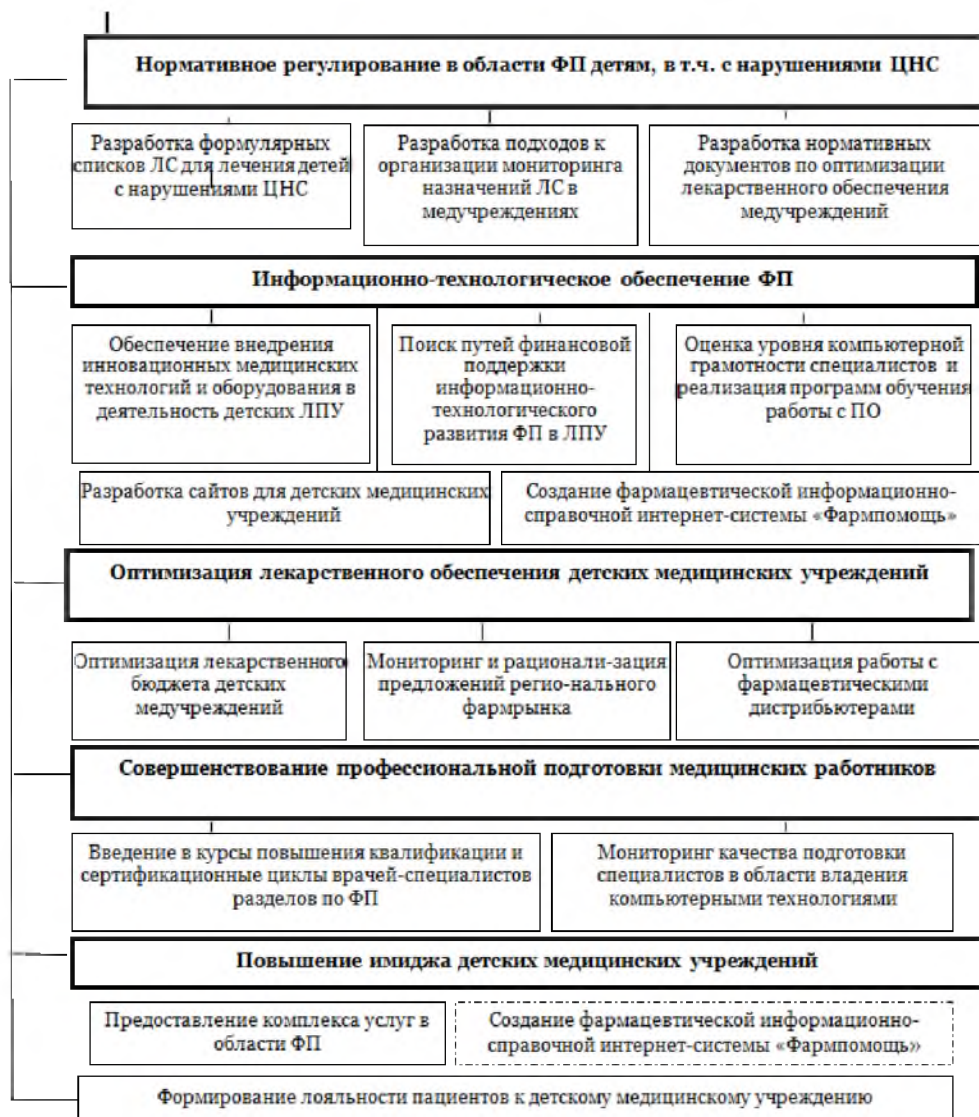 Нормативное регулирование в области ФП детям, в т.ч. с нарушениями ЦНС
Разработка формулярных
списков ЛС для лечения детей
с нарушениями ЦНС
Разработка подходов к
организации мониторинга
назначений ЛС в
медучреждениях
Разработка нормативных
документов по оптимизации
лекарственного обеспечения
медучреждений
Информационно-технологическое обеспечение ФП
Обеспечение внедрения
инновационных медицинских
технологий и оборудования в
деятельность детских ЛПУ
Поиск путей финансовой
поддержки
информационно-
технологического
развития ФП в ЛПУ
Оценка уровня компьютерной
грамотности специалистов и
реализация программ обучения
работы с ПО
Разработка сайтов для детских медицинских
учреждений
Создание фармацевтической информационно-
справочной интернет-системы «Фармпомощь»
Оптимизация лекарственного обеспечения детских медицинских учреждений
Оптимизация лекарственного
бюджета детских
медучреждений
Мониторинг и рационали-зация
предложений регио-нального
фармрынка
Оптимизация работы с
фармацевтическими
дистрибьютерами
Совершенствование профессиональной подготовки медицинских работников
Введение в курсы повышения квалификации и
сертификационные циклы врачей-специалистов
разделов по ФП
Мониторинг качества подготовки
специалистов в области владения
компьютерными технологиями
Повышение имиджа детских медицинских учреждений
Предоставление комплекса услуг в
области ФП
Создание фармацевтической информационно-
справочной интернет-системы «Фармпомощь»
Формирование лояльности пациентов к детскому медицинскому учреждению